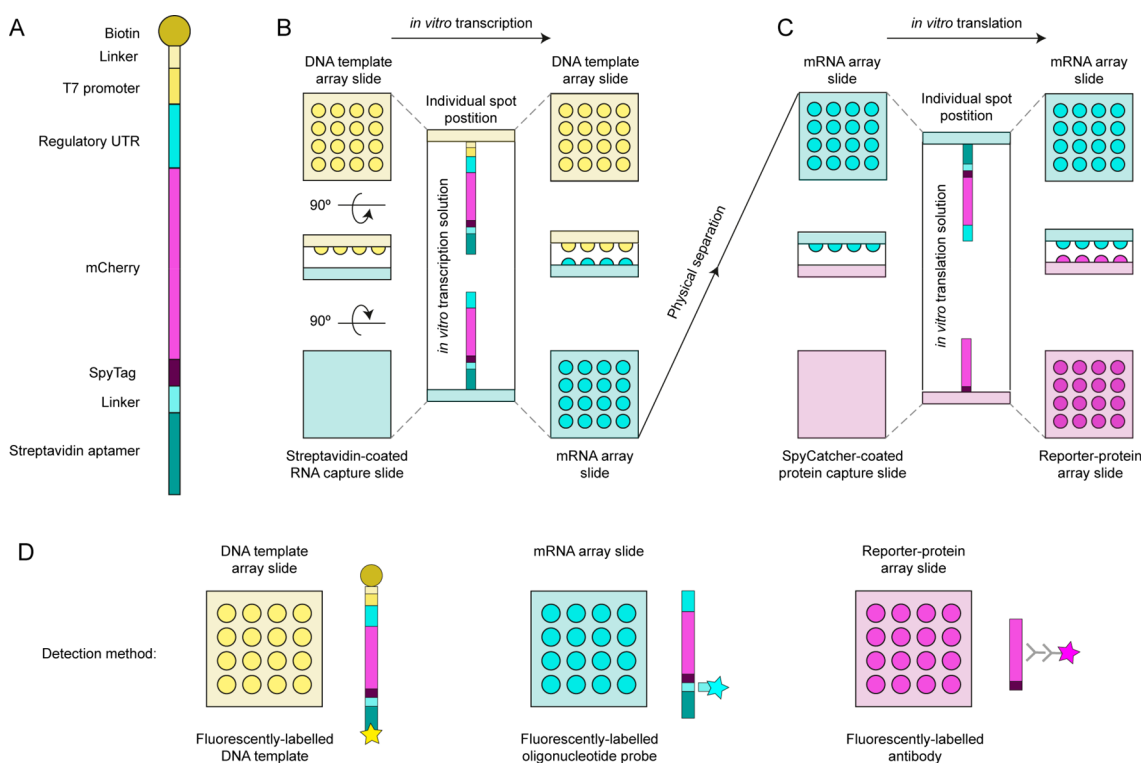 A
Biotin
Linker
T7 promoter
Regulatory UTR
mCherry
SpyTag
Linker
Streptavidin aptamer
B
in vitro transcription
DNA template
array slide
DNA template
array slide
Individual spot
postition
90º
90º
in vitro transcription solution
Streptavidin-coated
RNA capture slide
mRNA array
slide
Physical separation
C
in vitro translation
mRNA array
slide
mRNA array
slide
Individual spot
postition
in vitro translation solution
SpyCatcher-coated
protein capture slide
Reporter-protein
array slide
D
Detection method:
DNA template
array slide
Fluorescently-labelled
DNA template
mRNA array slide
Fluorescently-labelled
oligonucleotide probe
Reporter-protein
array slide
Fluorescently-labelled
antibody